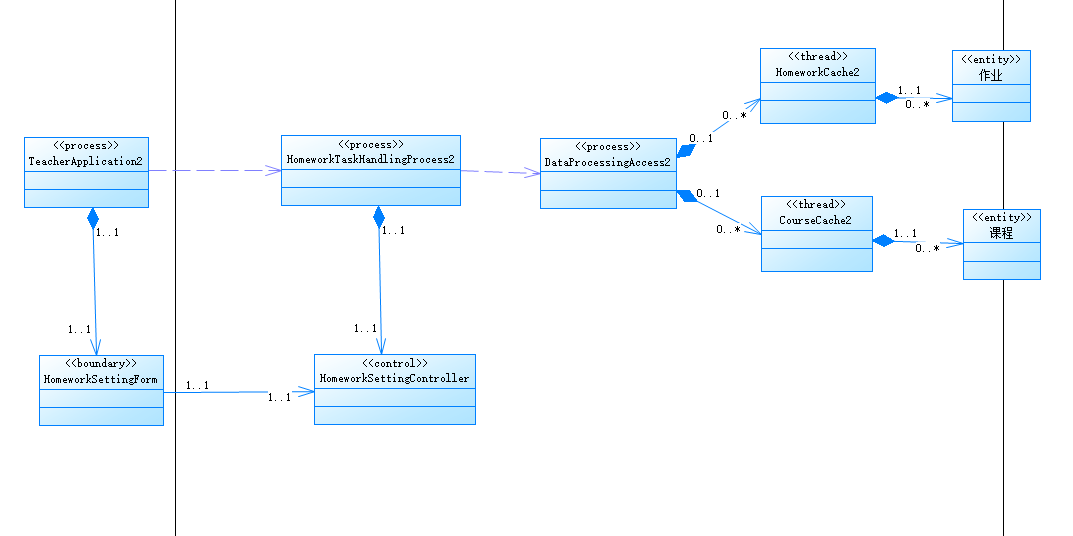 <<process>>
TeacherApplication2
1..1
1..1
<<boundary>>
HomeworkSettingForm
1..1
1..1
<<process>>
HomeworkTaskHandlingProcess2
1..1
1..1
<<control>>
HomeworkSettingController
<<process>>
DataProcessingAccess2
0..1
0..*
0..1
0..*
<<thread>>
HomeworkCache2
1..1
0..*
<<entity>>
作业
<<thread>>
CourseCache2
1..1
0..*
<<entity>>
课程